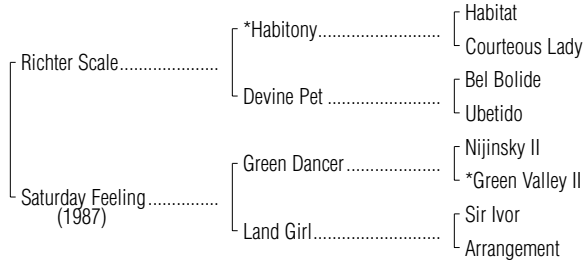 Habitat
*Habitony..............................
Courteous Lady
Richter Scale....................
Bel Bolide
Devine Pet ............................
Ubetido
Nijinsky II
Green Dancer.......................
*Green Valley II
Saturday Feeling...............
(1987)
Sir Ivor
Land Girl...............................
Arrangement